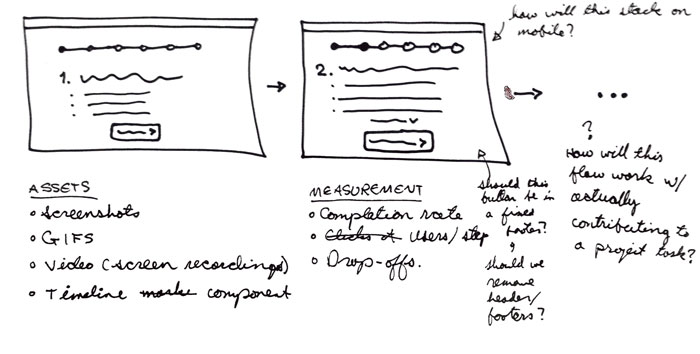 how will this stack on
mobile?
1.
2.
...
?
How will this
flow work w/
actually
contributing to
a project task?
should this
button be in
a fixed
footer?
&
should we
remove
header/
footers?
ASSETS
• Screenshots
• GIFS
• Video (screen recordings)
• Timeline component
MEASUREMENT
• Completion rate
• Clicks of Users/step
• Drop-offs.